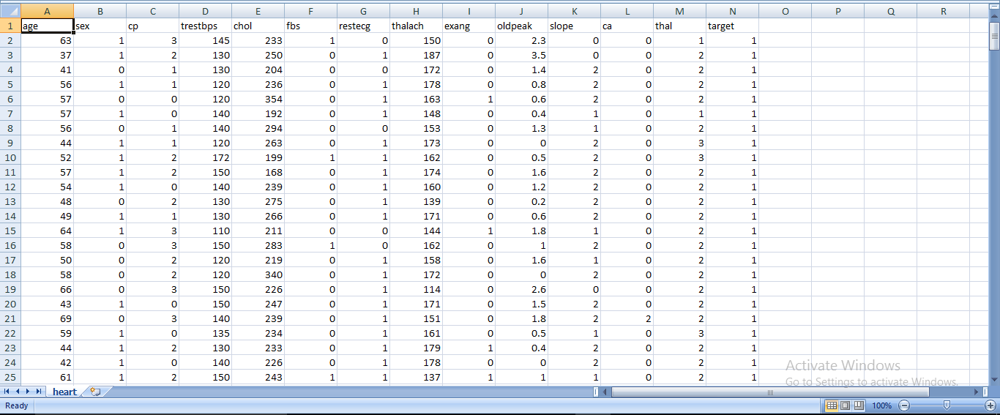 A B C D E F G H I J K L M N O P Q R
1 age sex cp trestbps chol fbs restecg thalach exang oldpeak slope ca thal target
2 63 1 3 145 233 1 0 150 0 2.3 0 0 1 1
3 37 1 2 130 250 0 1 187 0 3.5 0 0 2 1
4 41 0 1 130 204 0 0 172 0 1.4 2 0 2 1
5 56 1 1 120 236 0 1 178 0 0.8 2 0 2 1
6 57 0 0 120 354 0 1 163 1 0.6 2 0 2 1
7 57 1 0 140 192 0 1 148 0 0.4 1 0 1 1
8 56 0 1 140 294 0 0 153 0 1.3 1 0 2 1
9 44 1 1 120 263 0 1 173 0 0 2 0 3 1
10 52 1 2 172 199 1 1 162 0 0.5 2 0 3 1
11 57 1 2 150 168 0 1 174 0 1.6 2 0 2 1
12 54 1 0 140 239 0 1 160 0 1.2 2 0 2 1
13 48 0 2 130 275 0 1 139 0 0.2 2 0 2 1
14 49 1 1 130 266 0 1 171 0 0.6 2 0 2 1
15 64 1 3 110 211 0 0 144 1 1.8 1 0 2 1
16 58 0 3 150 283 1 0 162 0 1 2 0 2 1
17 50 0 2 120 219 0 1 158 0 1.6 1 0 2 1
18 58 0 2 120 340 0 1 172 0 0 2 0 2 1
19 66 0 3 150 226 0 1 114 0 2.6 0 0 2 1
20 43 1 0 150 247 0 1 171 0 1.5 2 0 2 1
21 69 0 3 140 239 0 1 151 0 1.8 2 2 2 1
22 59 1 0 135 234 0 1 161 0 0.5 1 0 3 1
23 44 1 2 130 233 0 1 179 1 0.4 2 0 2 1
24 42 1 0 140 226 0 1 178 0 0 2 0 2 1
25 61 1 2 150 243 1 1 137 1 1 1 0 2 1
Activate Windows
Go to Settings to activate Windows.
heart
Ready 100%